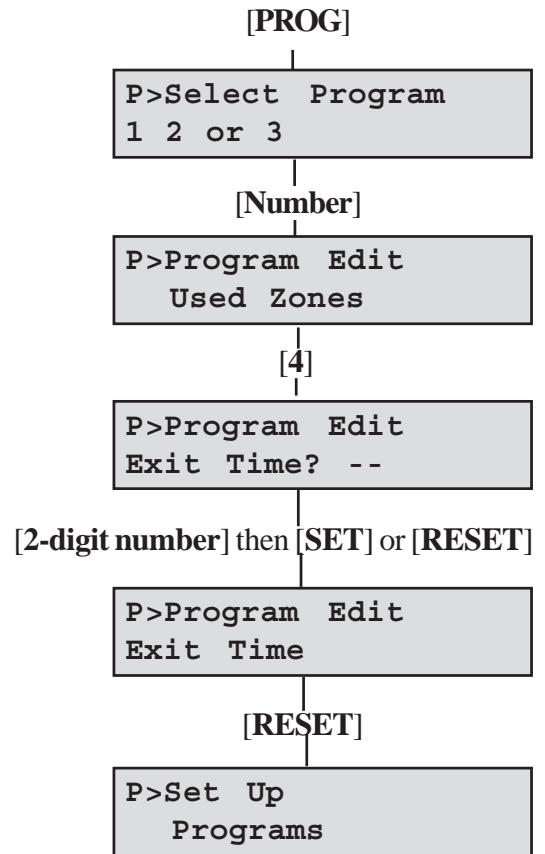 [PROG]
P>Select Program
1 2 or 3
[Number]
P>Program Edit
Used Zones
[4]
P>Program Edit
Exit Time? --
[2-digit number] then [SET] or [RESET]
P>Program Edit
Exit Time
[RESET]
P>Set Up
Programs